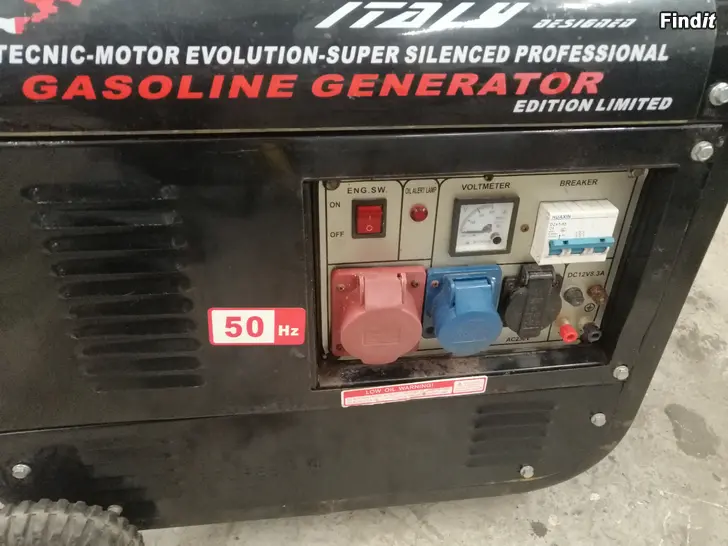 Findit
ITALY DESIGNED
TECNIC-MOTOR EVOLUTION-SUPER SILENCED PROFESSIONAL
GASOLINE GENERATOR
EDITION LIMITED
ENG.SW.
OIL ALERT LAMP
VOLTMETER
BREAKER
ON
OFF
DC12V8.3A
50 Hz
LOW OIL WARNING!